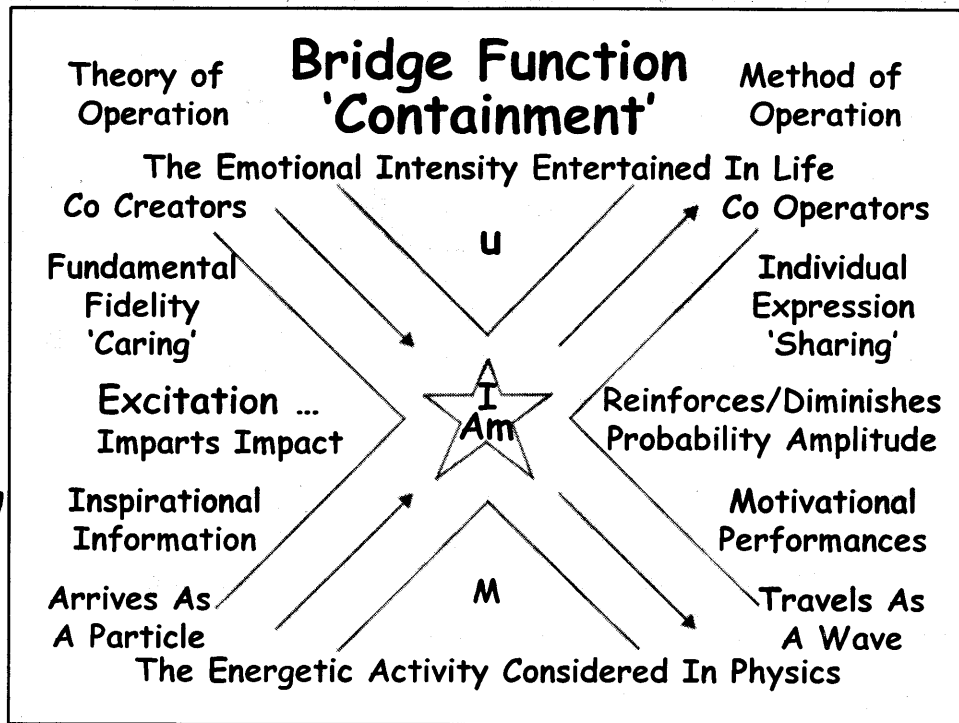 Theory of
Operation
Bridge Function
'Containment'
Method of
Operation
The Emotional Intensity Entertained In Life
Co Creators
u
Co Operators
Fundamental
Fidelity
'Caring'
Individual
Expression
'Sharing'
Excitation ...
Imparts Impact
I
Am
Reinforces/Diminishes
Probability Amplitude
Inspirational
Information
Motivational
Performances
Arrives As
A Particle
M
Travels As
A Wave
The Energetic Activity Considered In Physics